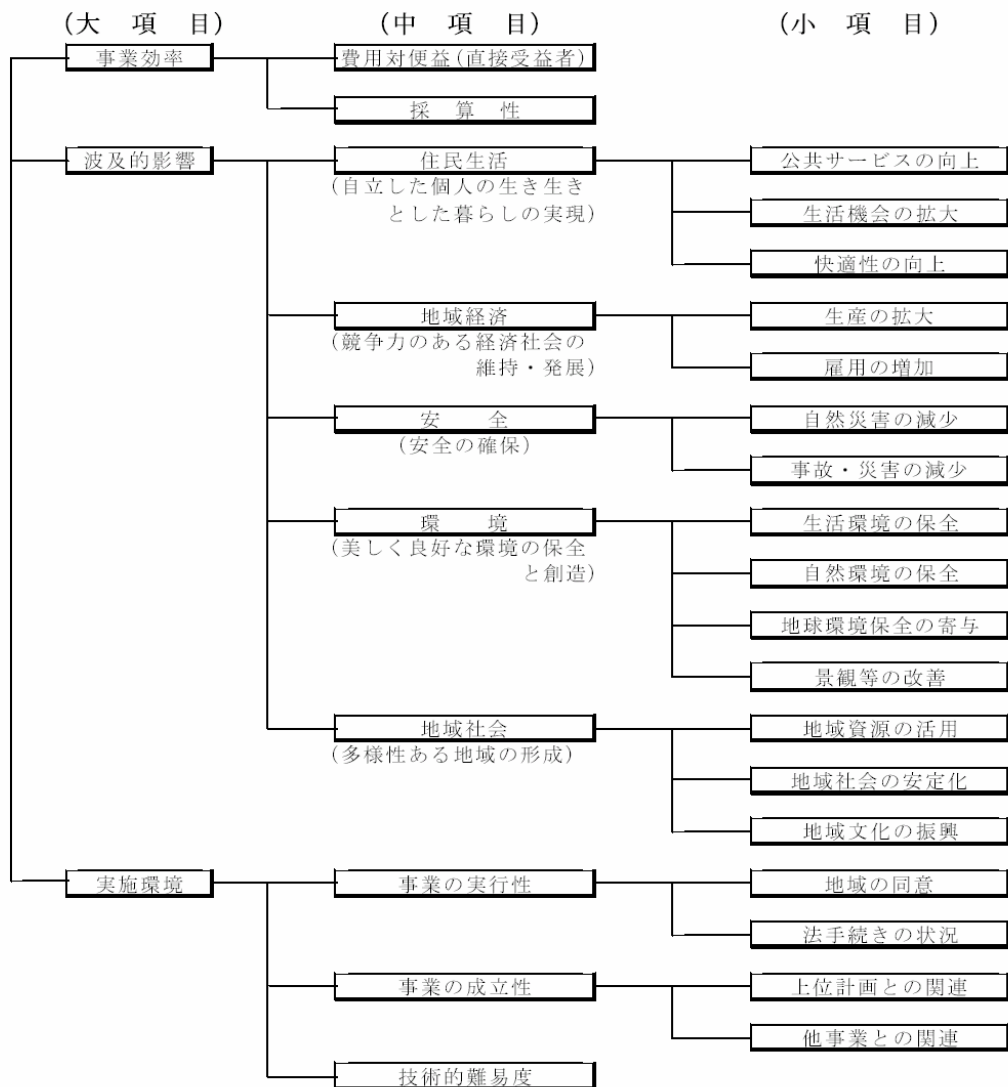 (大 項 目) (中 項 目) (小 項 目)
事業効率 費用対便益(直接受益者)
採 算 性
波及的影響 住民生活 公共サービスの向上
(自立した個人の生き生き
とした暮らしの実現)
生活機会の拡大
快適性の向上
地域経済 生産の拡大
(競争力のある経済社会の
維持・発展)
雇用の増加
安 全 自然災害の減少
(安全の確保)
事故・災害の減少
環 境 生活環境の保全
(美しく良好な環境の保全
と創造)
自然環境の保全
地球環境保全の寄与
景観等の改善
地域社会 地域資源の活用
(多様性ある地域の形成)
地域社会の安定化
地域文化の振興
実施環境 事業の実行性 地域の同意
法手続きの状況
事業の成立性 上位計画との関連
他事業との関連
技術的難易度